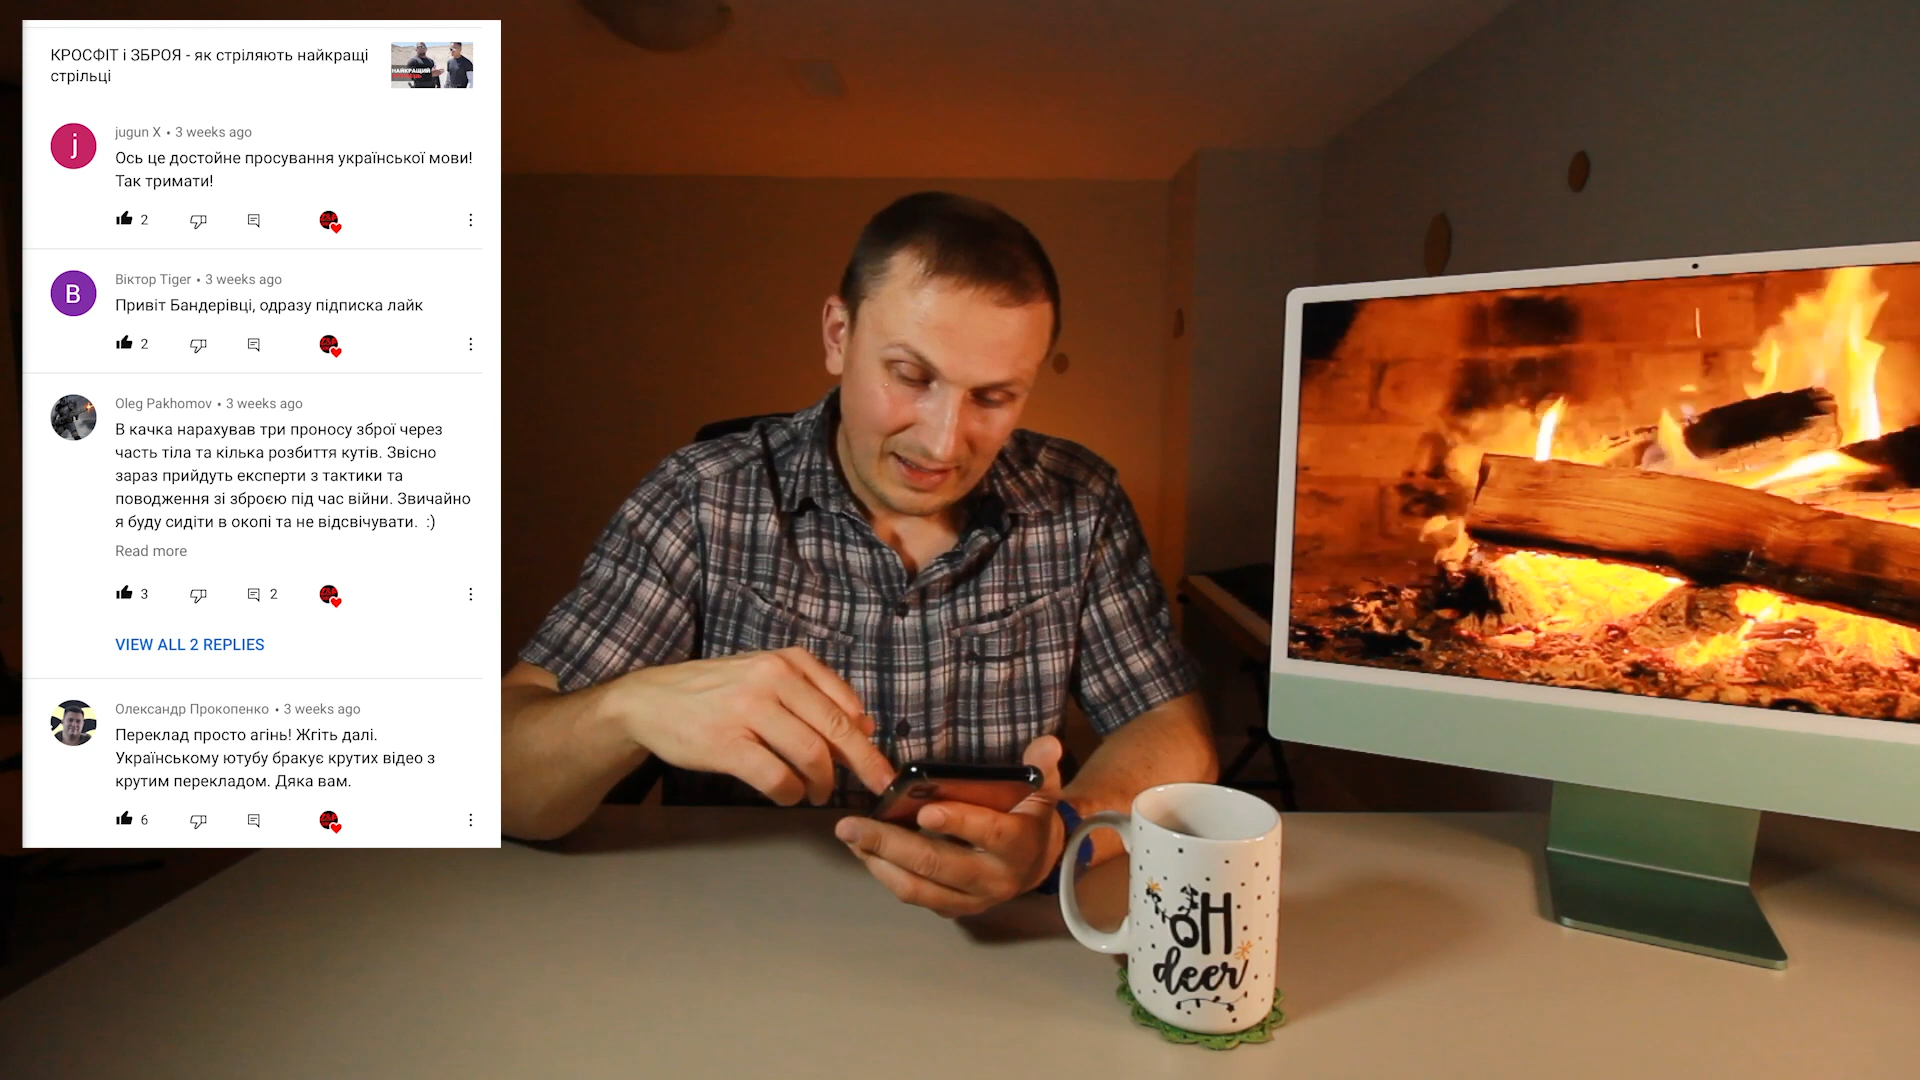 КРОСФІТ і ЗБРОЯ - як стріляють найкращі
стрільці
НАЙКРАЩИЙ
j
jugun X • 3 weeks ago
Ось це достойне просування української мови!
Так тримати!
2
В
Віктор Tiger • 3 weeks ago
Привіт Бандерівці, одразу підписка лайк
2
Oleg Pakhomov • 3 weeks ago
В качка нарахував три проносу зброї через
часть тіла та кілька розбиття кутів. Звісно
зараз прийдуть експерти з тактики та
поводження зі зброєю під час війни. Звичайно
я буду сидіти в окопі та не відсвічувати. :)
Read more
3
2
VIEW ALL 2 REPLIES
Олександр Прокопенко • 3 weeks ago
Переклад просто агінь! Жгіть далі.
Українському ютубу бракує крутих відео з
крутим перекладом. Дяка вам.
6
OH
deer